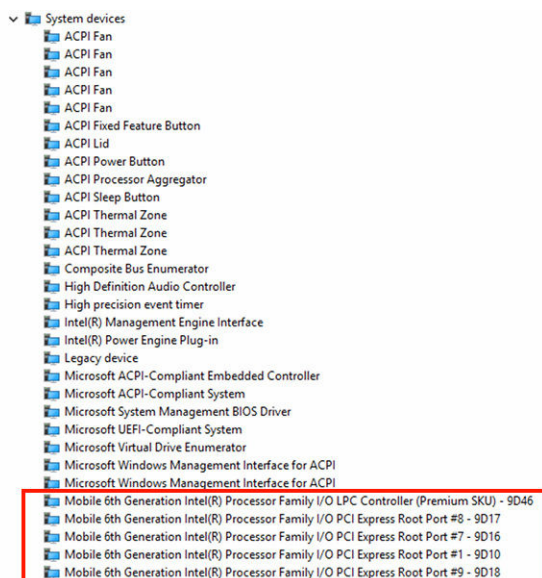 System devices
ACPI Fan
ACPI Fan
ACPI Fan
ACPI Fan
ACPI Fan
ACPI Fixed Feature Button
ACPI Lid
ACPI Power Button
ACPI Processor Aggregator
ACPI Sleep Button
ACPI Thermal Zone
ACPI Thermal Zone
ACPI Thermal Zone
Composite Bus Enumerator
High Definition Audio Controller
High precision event timer
Intel(R) Management Engine Interface
Intel(R) Power Engine Plug-in
Legacy device
Microsoft ACPI-Compliant Embedded Controller
Microsoft ACPI-Compliant System
Microsoft System Management BIOS Driver
Microsoft UEFI-Compliant System
Microsoft Virtual Drive Enumerator
Microsoft Windows Management Interface for ACPI
Microsoft Windows Management Interface for ACPI
Mobile 6th Generation Intel(R) Processor Family I/O LPC Controller (Premium SKU) - 9D46
Mobile 6th Generation Intel(R) Processor Family I/O PCI Express Root Port #8 - 9D17
Mobile 6th Generation Intel(R) Processor Family I/O PCI Express Root Port #7 - 9D16
Mobile 6th Generation Intel(R) Processor Family I/O PCI Express Root Port #1 - 9D10
Mobile 6th Generation Intel(R) Processor Family I/O PCI Express Root Port #9 - 9D18